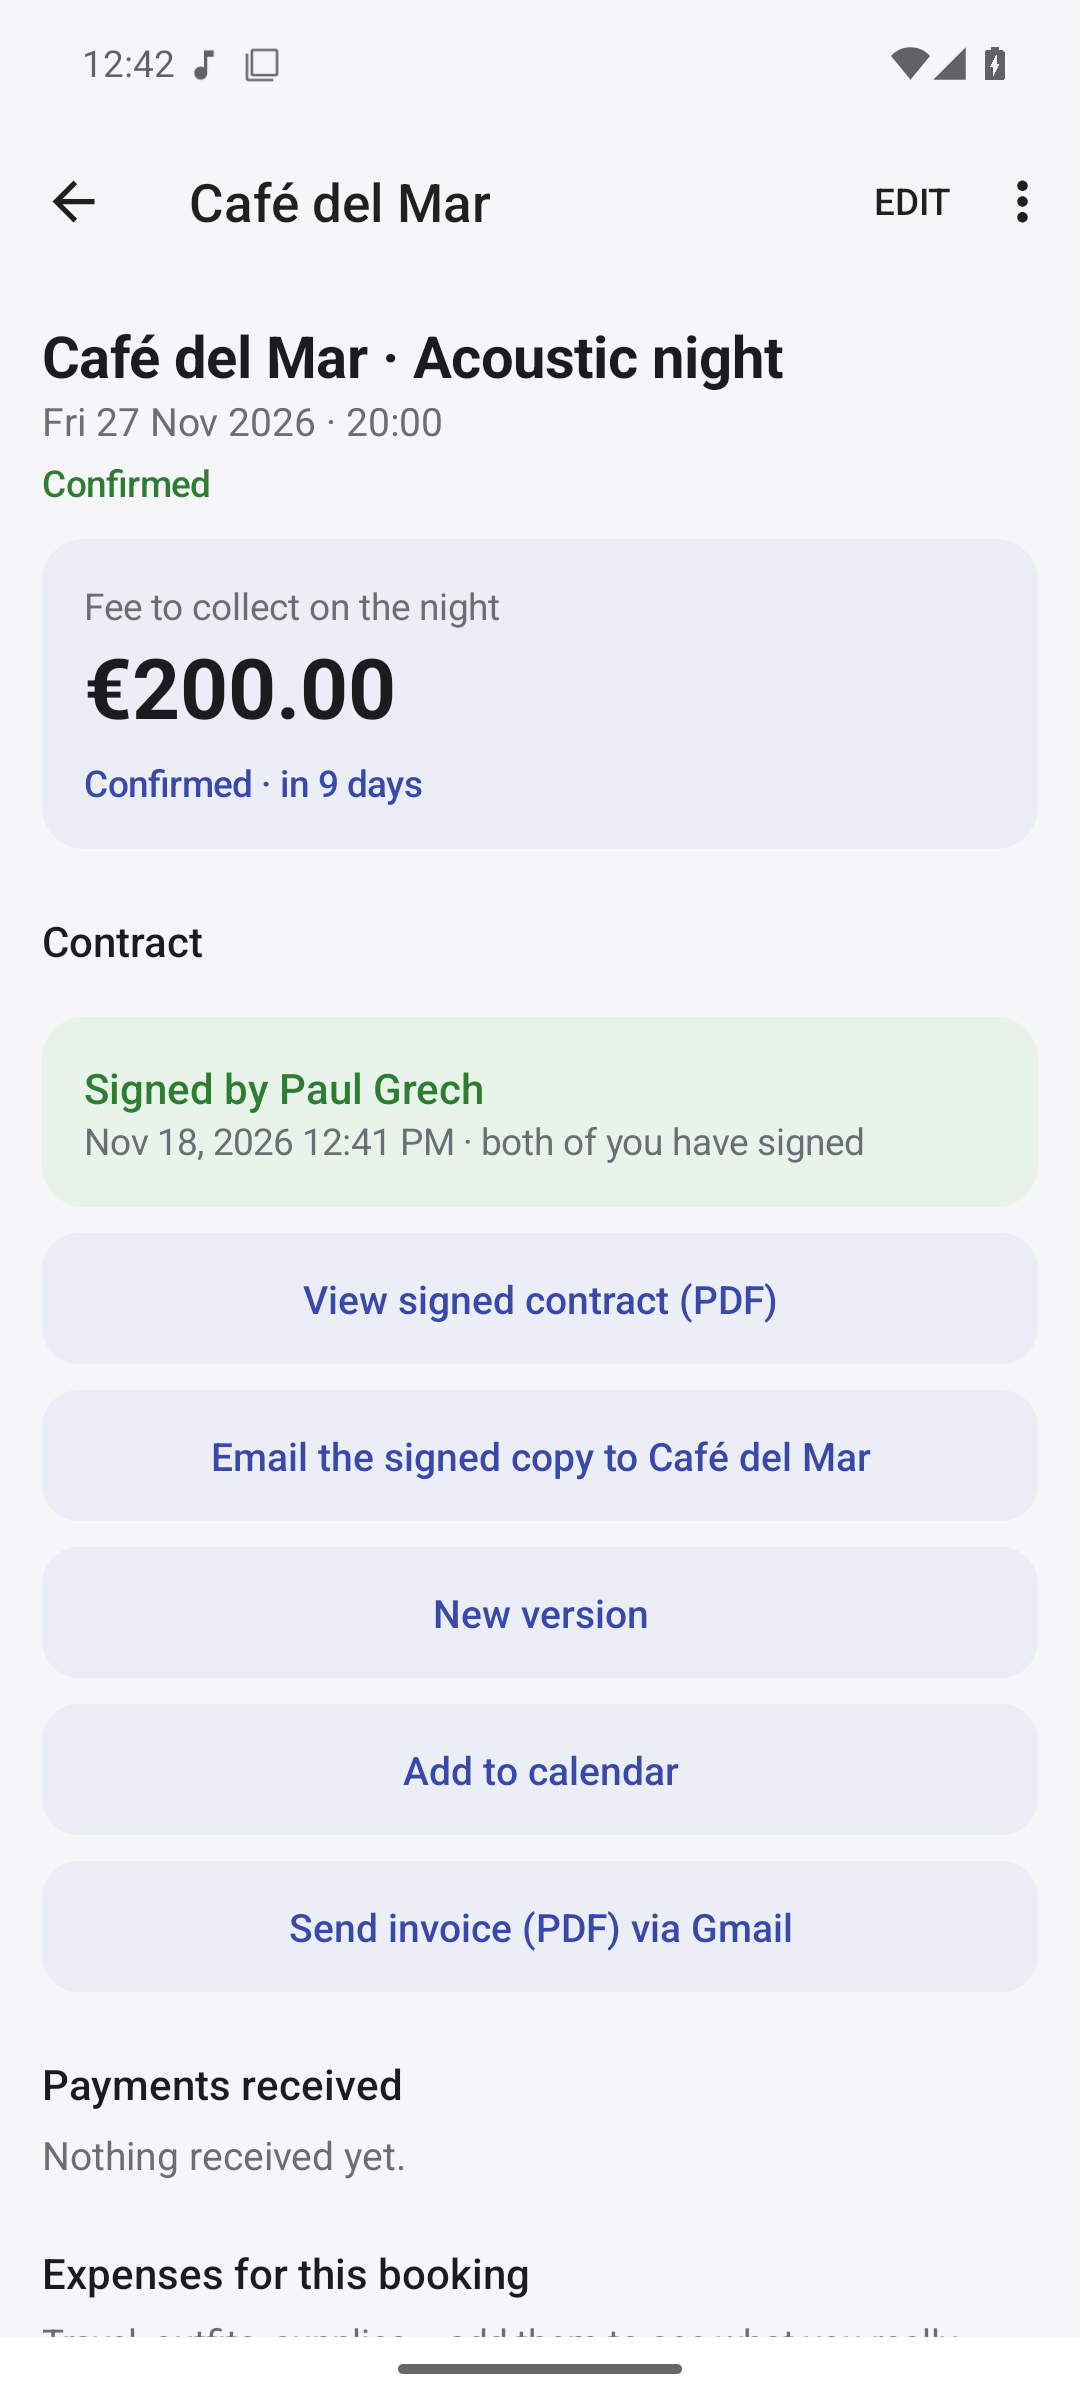 12:42
Café del Mar
EDIT
Café del Mar · Acoustic night
Fri 27 Nov 2026 · 20:00
Confirmed
Fee to collect on the night
€200.00
Confirmed · in 9 days
Contract
Signed by Paul Grech
Nov 18, 2026 12:41 PM · both of you have signed
View signed contract (PDF)
Email the signed copy to Café del Mar
New version
Add to calendar
Send invoice (PDF) via Gmail
Payments received
Nothing received yet.
Expenses for this booking